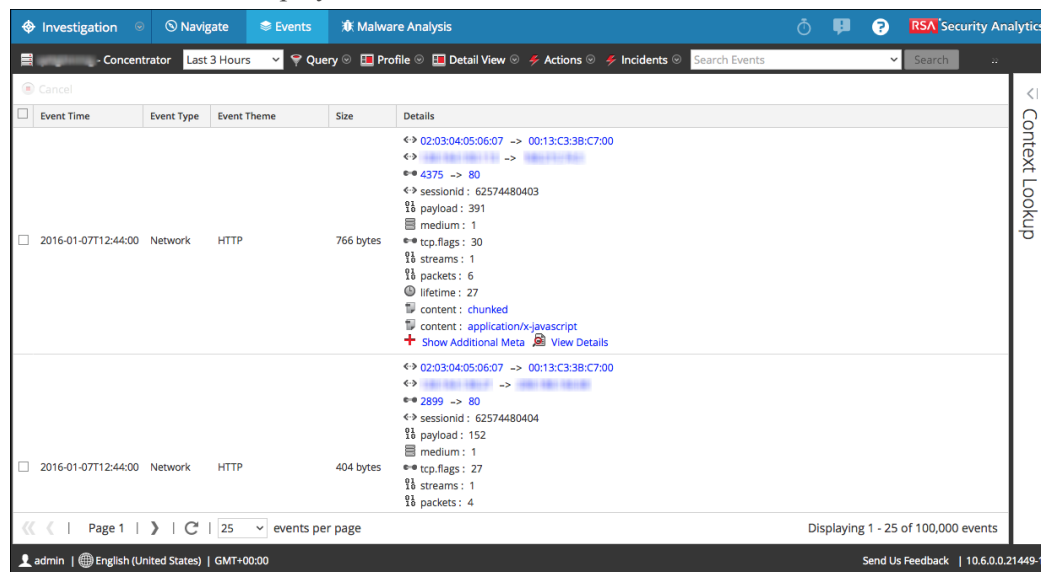 Investigation Navigate Events Malware Analysis RSA Security Analytics
- Concentrator Last 3 Hours Query Profile Detail View Actions Incidents Search Events Search
Cancel
Event Time Event Type Event Theme Size Details
02:03:04:05:06:07 -> 00:13:C3:3B:C7:00
->
4375 -> 80
sessionid : 62574480403
payload : 391
medium : 1
2016-01-07T12:44:00 Network HTTP 766 bytes tcp.flags : 30
streams : 1
packets : 6
lifetime : 27
content : chunked
content : application/x-javascript
Show Additional Meta View Details
02:03:04:05:06:07 -> 00:13:C3:3B:C7:00
->
2899 -> 80
sessionid : 62574480404
payload : 152
medium : 1
2016-01-07T12:44:00 Network HTTP 404 bytes tcp.flags : 27
streams : 1
packets : 4
Context Lookup
Page 1 | 25 events per page Displaying 1 - 25 of 100,000 events
admin | English (United States) | GMT+00:00 Send Us Feedback | 10.6.0.0.21449-1